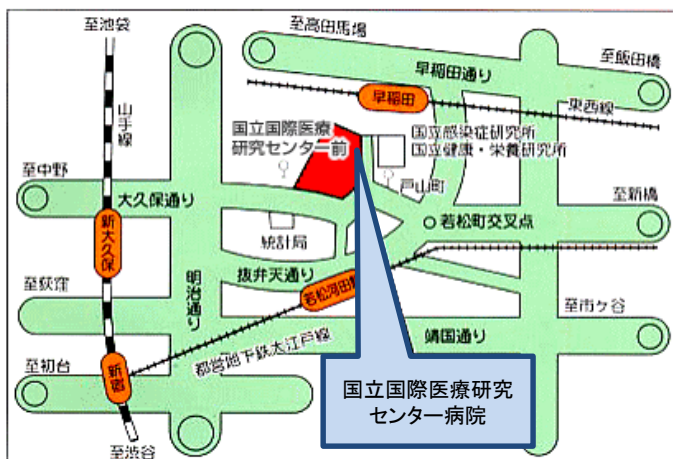 至池袋
至高田馬場
至飯田橋
早稲田通り
早稲田
東西線
山手線
国立国際医療
研究センター前
国立感染症研究所
国立健康・栄養研究所
至中野
戸山町
至新橋
大久保通り
若松町交叉点
新大久保
統計局
抜弁天通り
至荻窪
明治通り
若松河田
至市ヶ谷
靖国通り
都営地下鉄大江戸線
至初台
新宿
国立国際医療研究
センター病院
至渋谷